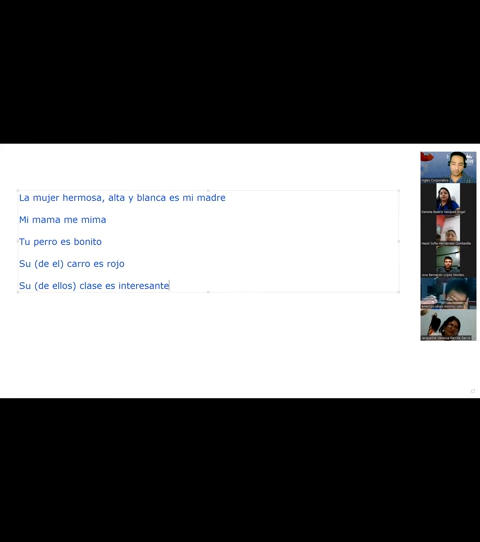 La mujer hermosa, alta y blanca es mi madre
Mi mama me mima
Tu perro es bonito
Su (de el) carro es rojo
Su (de ellos) clase es interesante